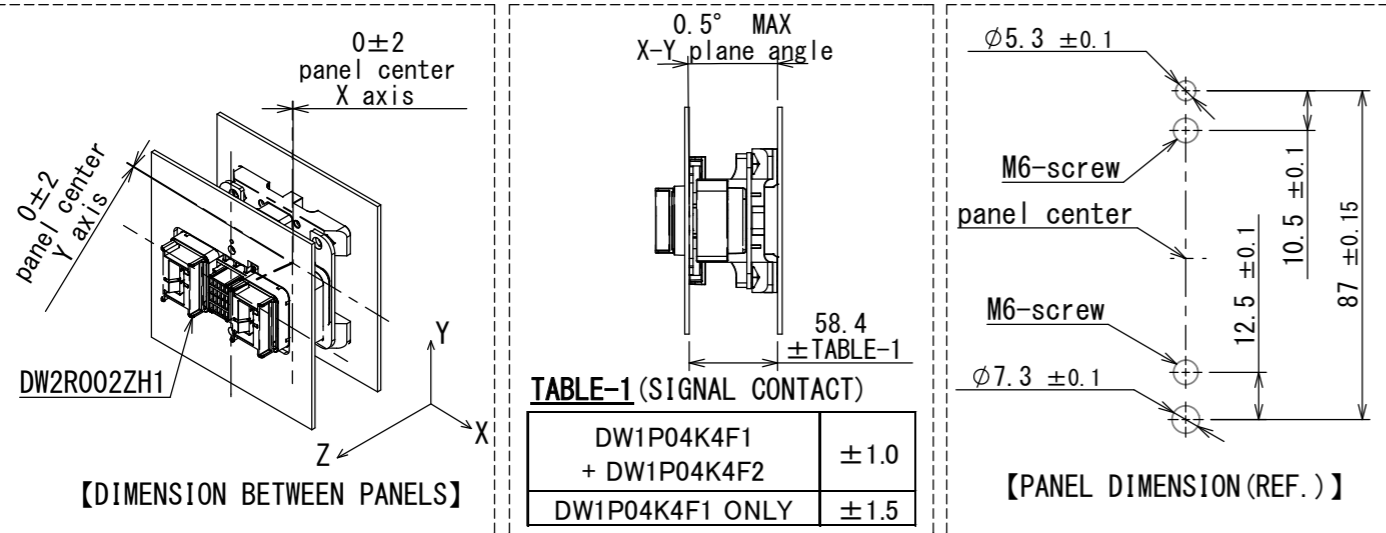 0±2
panel center
X axis
0±2
panel center
Y axis
DW2R002ZH1
Y
X
Z
【DIMENSION BETWEEN PANELS】
0.5° MAX
X-Y plane angle
58.4
±TABLE-1
TABLE-1(SIGNAL CONTACT)
DW1P04K4F1
+ DW1P04K4F2
±1.0
DW1P04K4F1 ONLY
±1.5
∅5.3 ±0.1
M6-screw
panel center
M6-screw
∅7.3 ±0.1
12.5 ±0.1
10.5 ±0.1
87 ±0.15
【PANEL DIMENSION(REF.)】